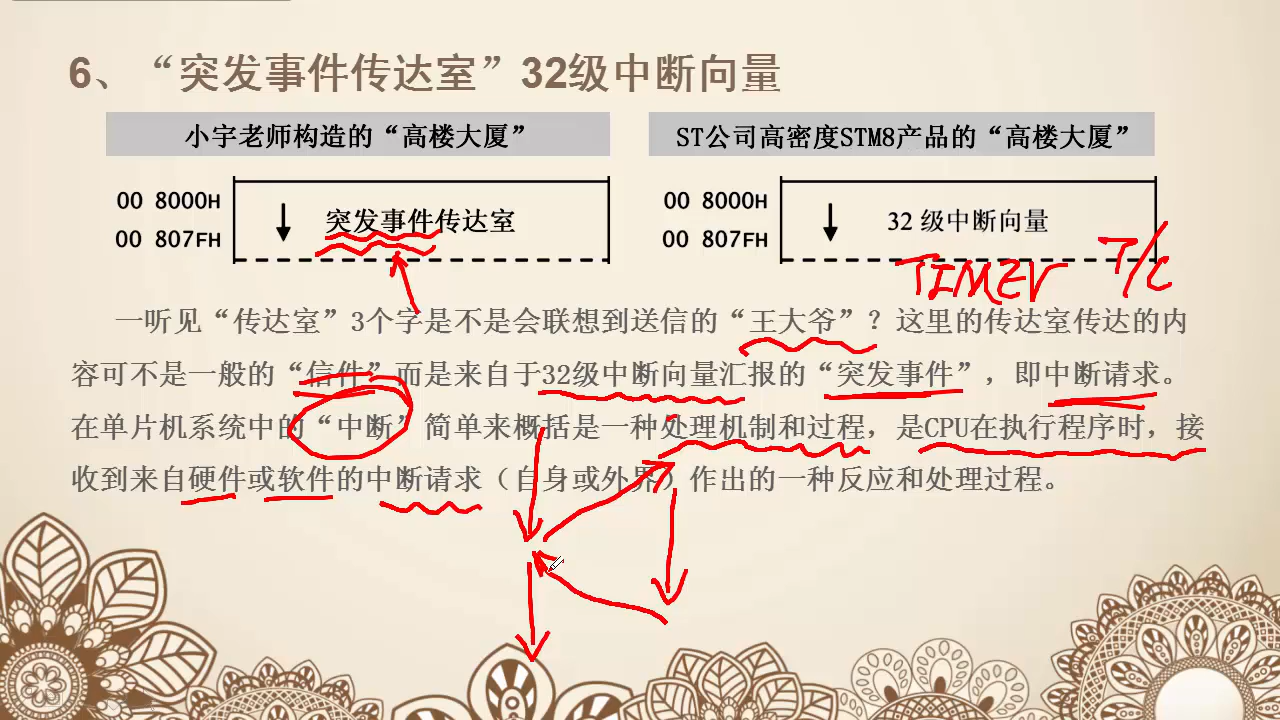 6、“突发事件传达室”32级中断向量
小宇老师构造的“高楼大厦”
ST公司高密度STM8产品的“高楼大厦”
00 8000H
00 807FH
突发事件传达室
00 8000H
00 807FH
32 级中断向量
TIMER T/C
一听见“传达室”3个字是不是会联想到送信的“王大爷”？这里的传达室传达的内
容可不是一般的“信件”而是来自于32级中断向量汇报的“突发事件”，即中断请求。
在单片机系统中的“中断”简单来概括是一种处理机制和过程，是CPU在执行程序时，接
收到来自硬件或软件的中断请求（自身或外界）作出的一种反应和处理过程。